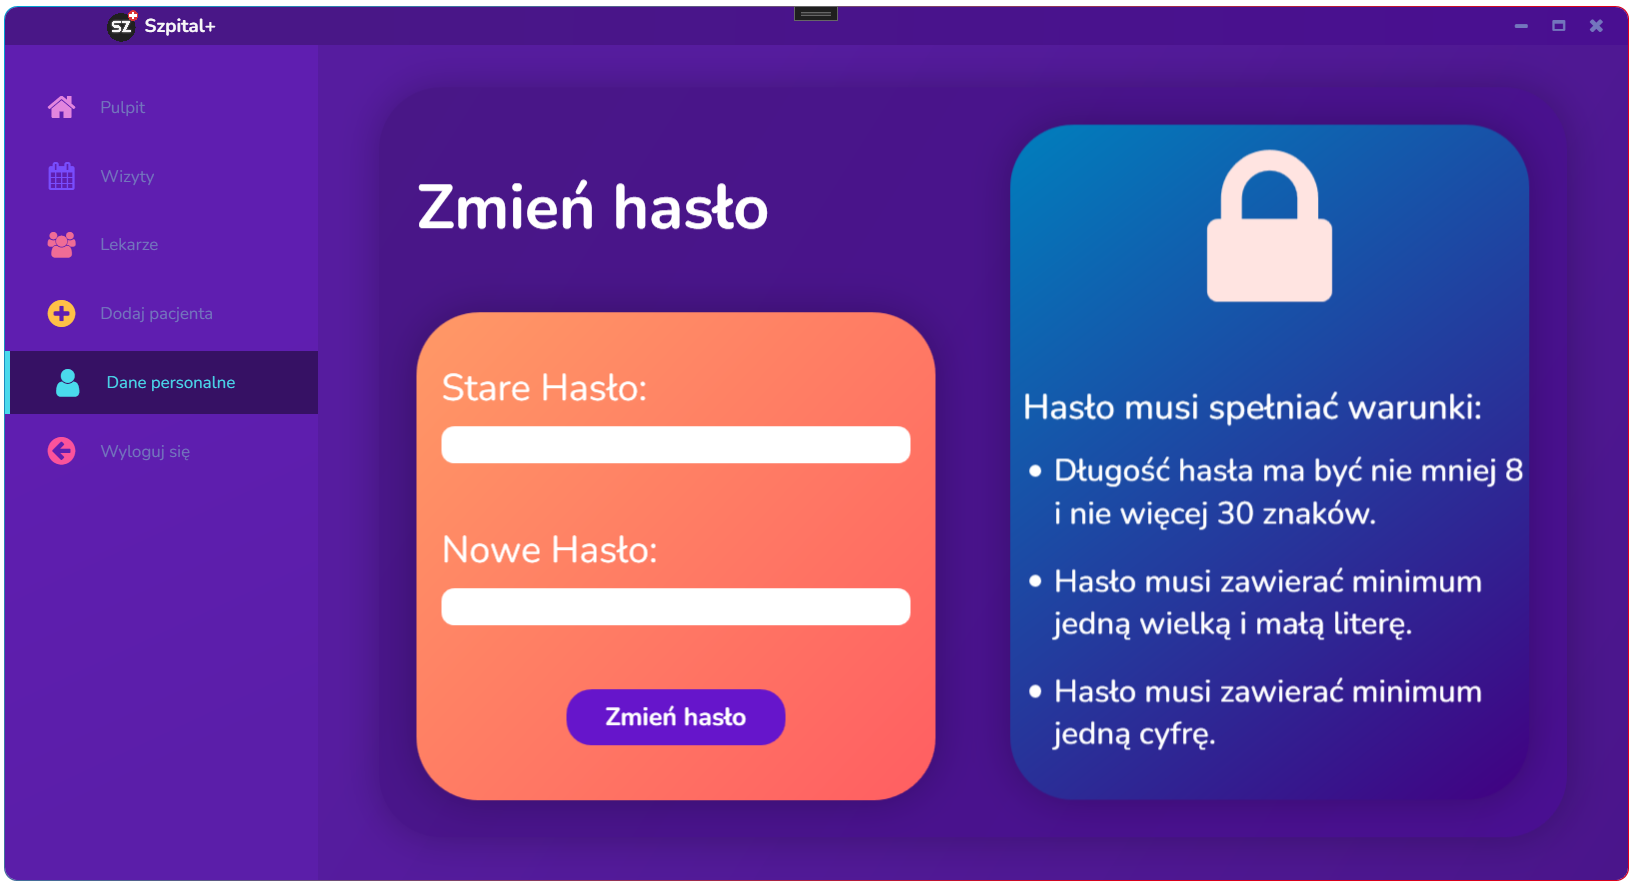 SZ Szpital+
Pulpit
Wizyty
Lekarze
Dodaj pacjenta
Dane personalne
Wyloguj się
Zmień hasło
Stare Hasło:
Nowe Hasło:
Zmień hasło
Hasło musi spełniać warunki:
• Długość hasła ma być nie mniej 8
i nie więcej 30 znaków.
• Hasło musi zawierać minimum
jedną wielką i małą literę.
• Hasło musi zawierać minimum
jedną cyfrę.